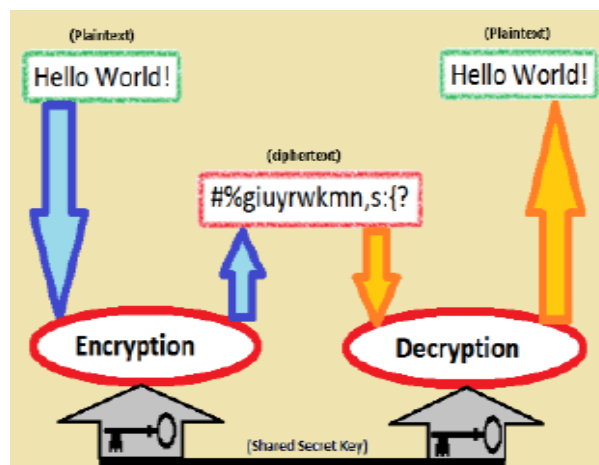 (Plaintext)
Hello World!
(Plaintext)
Hello World!
(ciphertext)
#%giuyrwkmn,s:{?
Encryption
Decryption
(Shared Secret Key)